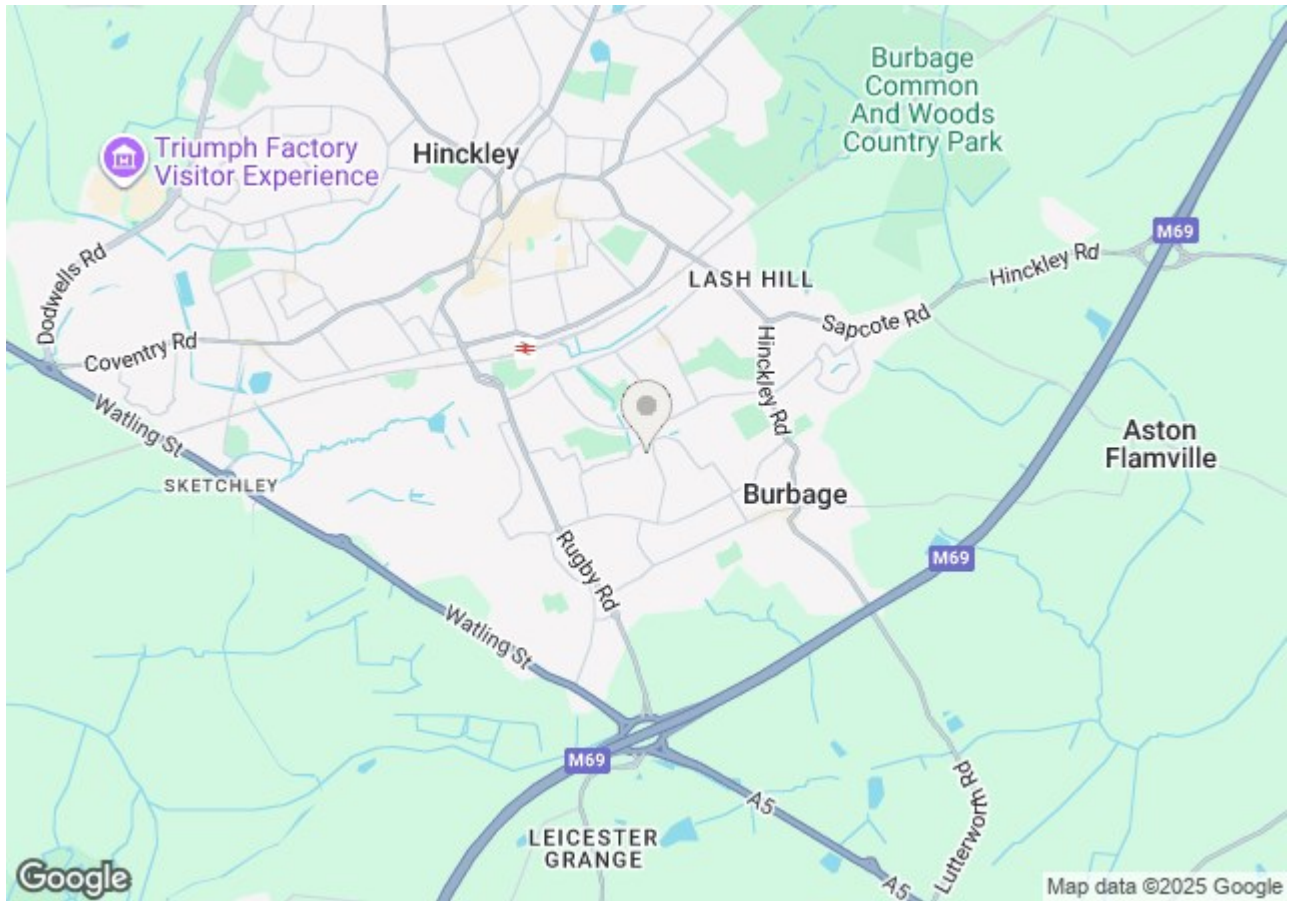 Burbage
Common
And Woods
Country Park
Triumph Factory
Visitor Experience
Hinckley
M69
Dodwells Rd
LASH HILL
Hinckley Rd
Sapcote Rd
Coventry Rd
Hinckley Rd
Watling St
Aston
Flamville
SKETCHLEY
Burbage
Rugby Rd
M69
Watling St
M69
A5
Lutterworth Rd
LEICESTER
GRANGE
A5
Google
Map data ©2025 Google